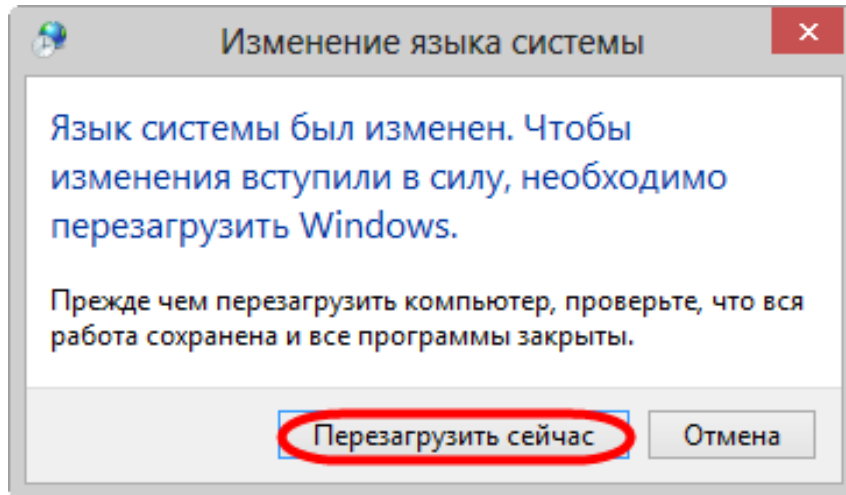 Изменение языка системы
Язык системы был изменен. Чтобы
изменения вступили в силу, необходимо
перезагрузить Windows.
Прежде чем перезагрузить компьютер, проверьте, что вся
работа сохранена и все программы закрыты.
Перезагрузить сейчас
Отмена